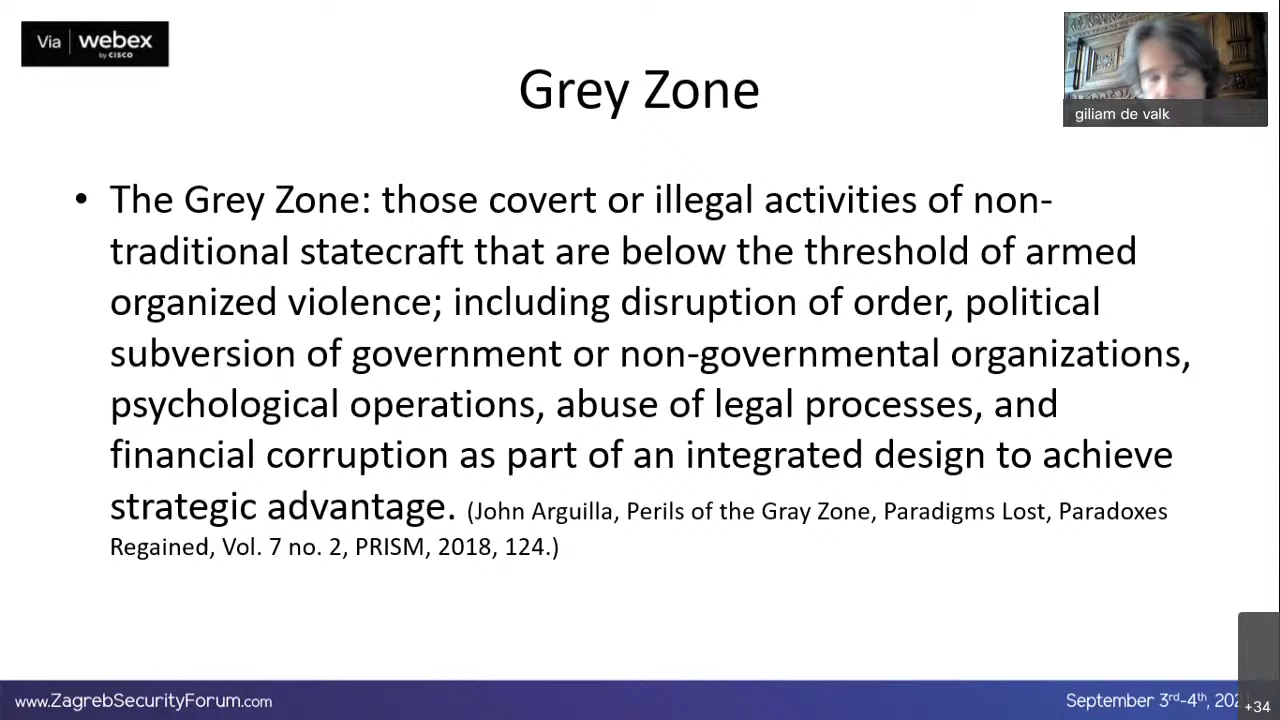 Via webex
by CISCO
Grey Zone
giliam de valk
• The Grey Zone: those covert or illegal activities of non-
traditional statecraft that are below the threshold of armed
organized violence; including disruption of order, political
subversion of government or non-governmental organizations,
psychological operations, abuse of legal processes, and
financial corruption as part of an integrated design to achieve
strategic advantage. (John Arguilla, Perils of the Gray Zone, Paradigms Lost, Paradoxes
Regained, Vol. 7 no. 2, PRISM, 2018, 124.)
www.ZagrebSecurityForum.com
September 3rd-4th,
+34